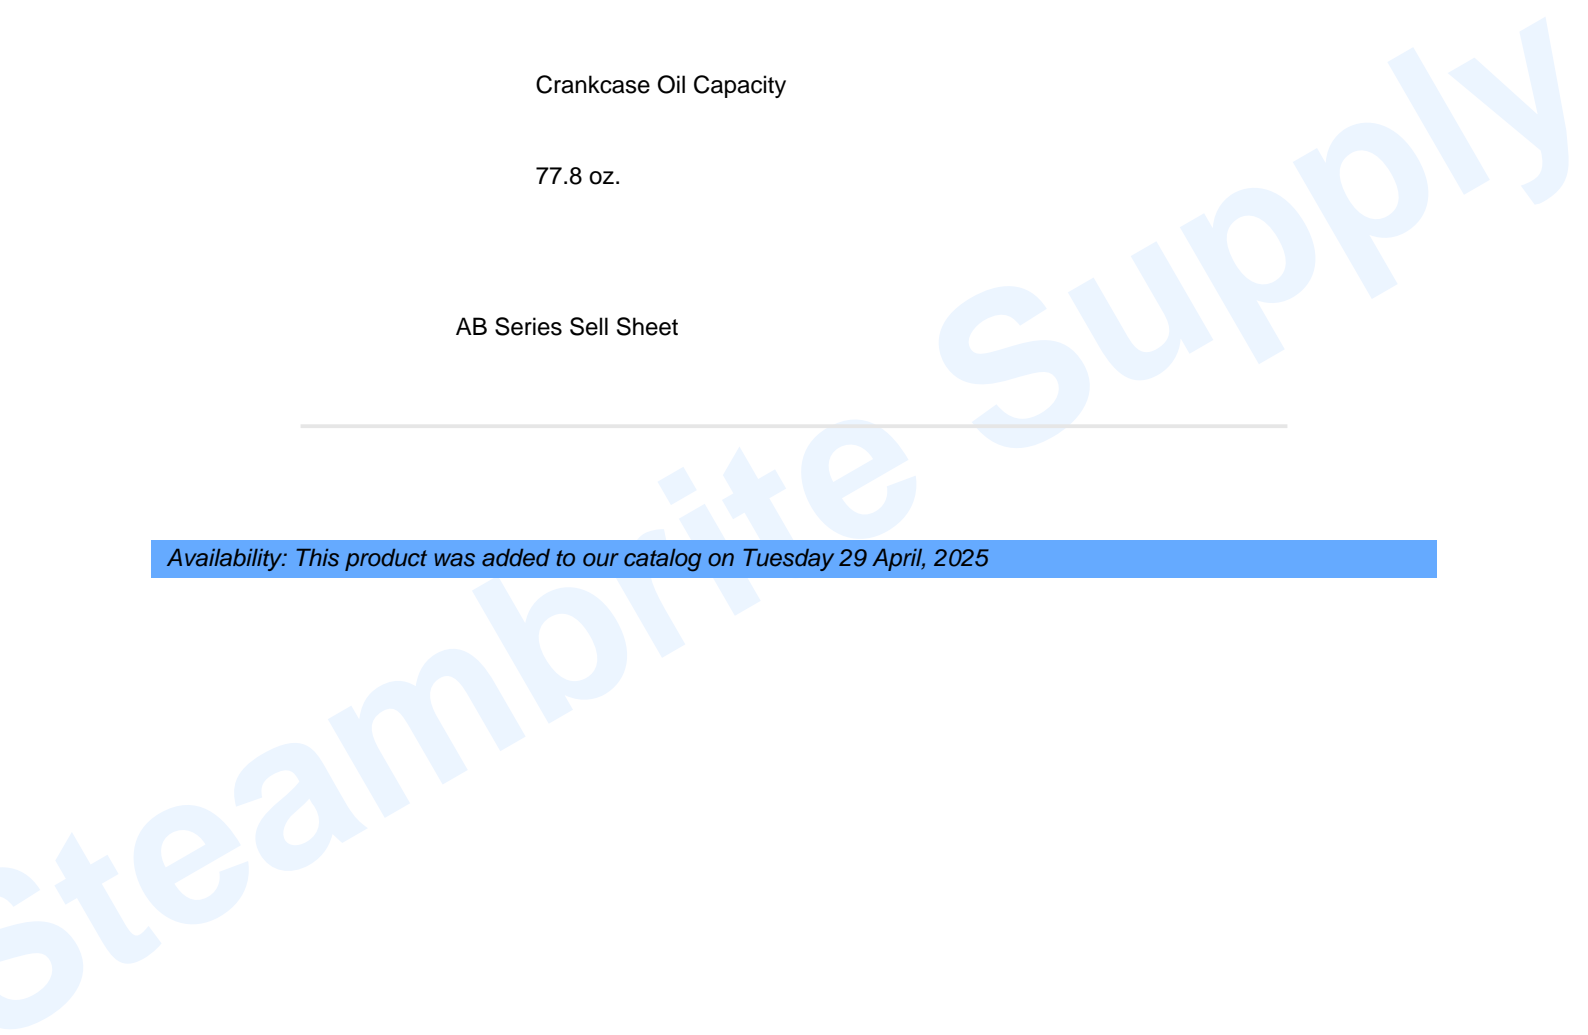 Crankcase Oil Capacity
77.8 oz.
AB Series Sell Sheet
Availability: This product was added to our catalog on Tuesday 29 April, 2025
Steambrite Supply